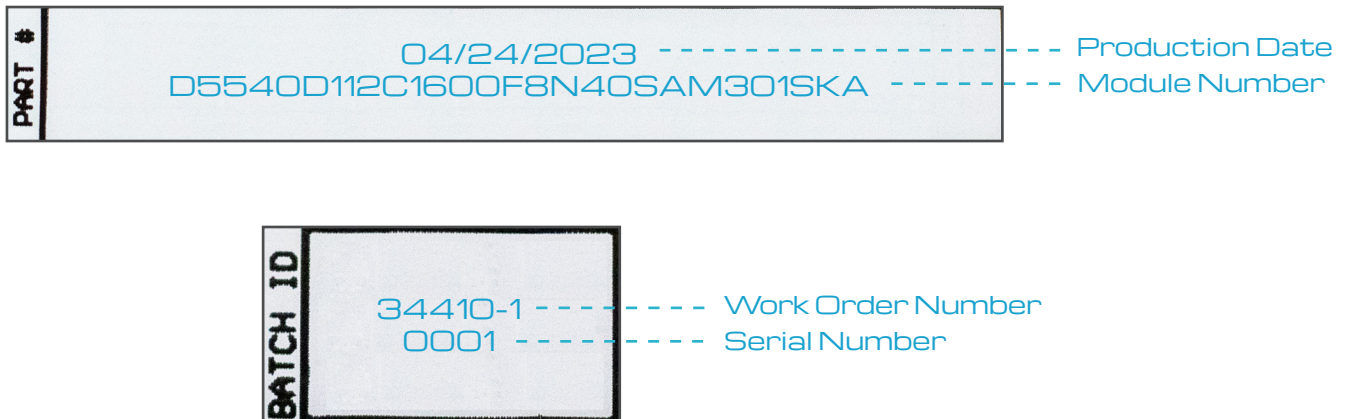 PART #
04/24/2023 Production Date
D5540D112C1600F8N40SAM301SKA Module Number
BATCH ID
34410-1 Work Order Number
0001 Serial Number